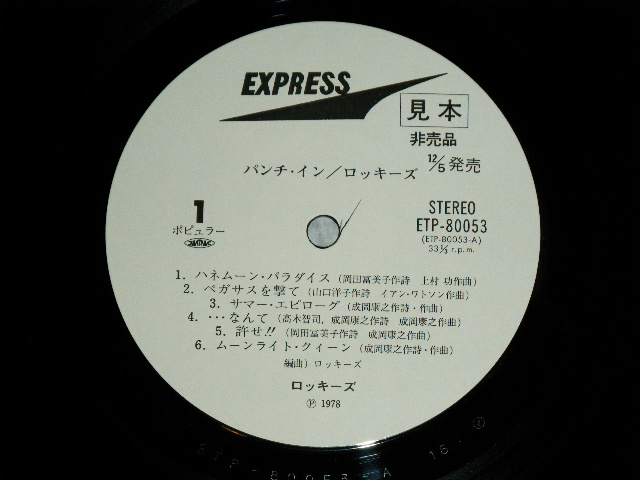 EXPRESS
見本
非売品
12/5 発売
パンチ・イン/ロッキーズ
1
ポピュラー
JASRAC
STEREO
ETP-80053
(ETP-80053-A)
33⅓ r.p.m.
1. ハネムーン・パラダイス(岡田冨美子作詩 上村 功作曲)
2. ペガサスを撃て(山口洋子作詩 イアン・ワトソン作曲)
3. サマー・エピローグ(成岡康之作詩・作曲)
4. ・・・なんて(高木智司、成岡康之作詩 成岡康之作曲)
5. 許せ!!(岡田冨美子作詩 成岡康之作曲)
6. ムーンライト・クィーン(成岡康之作詩・作曲)
編曲) ロッキーズ
ロッキーズ
Ⓟ 1978
ETP-80053-A 1S